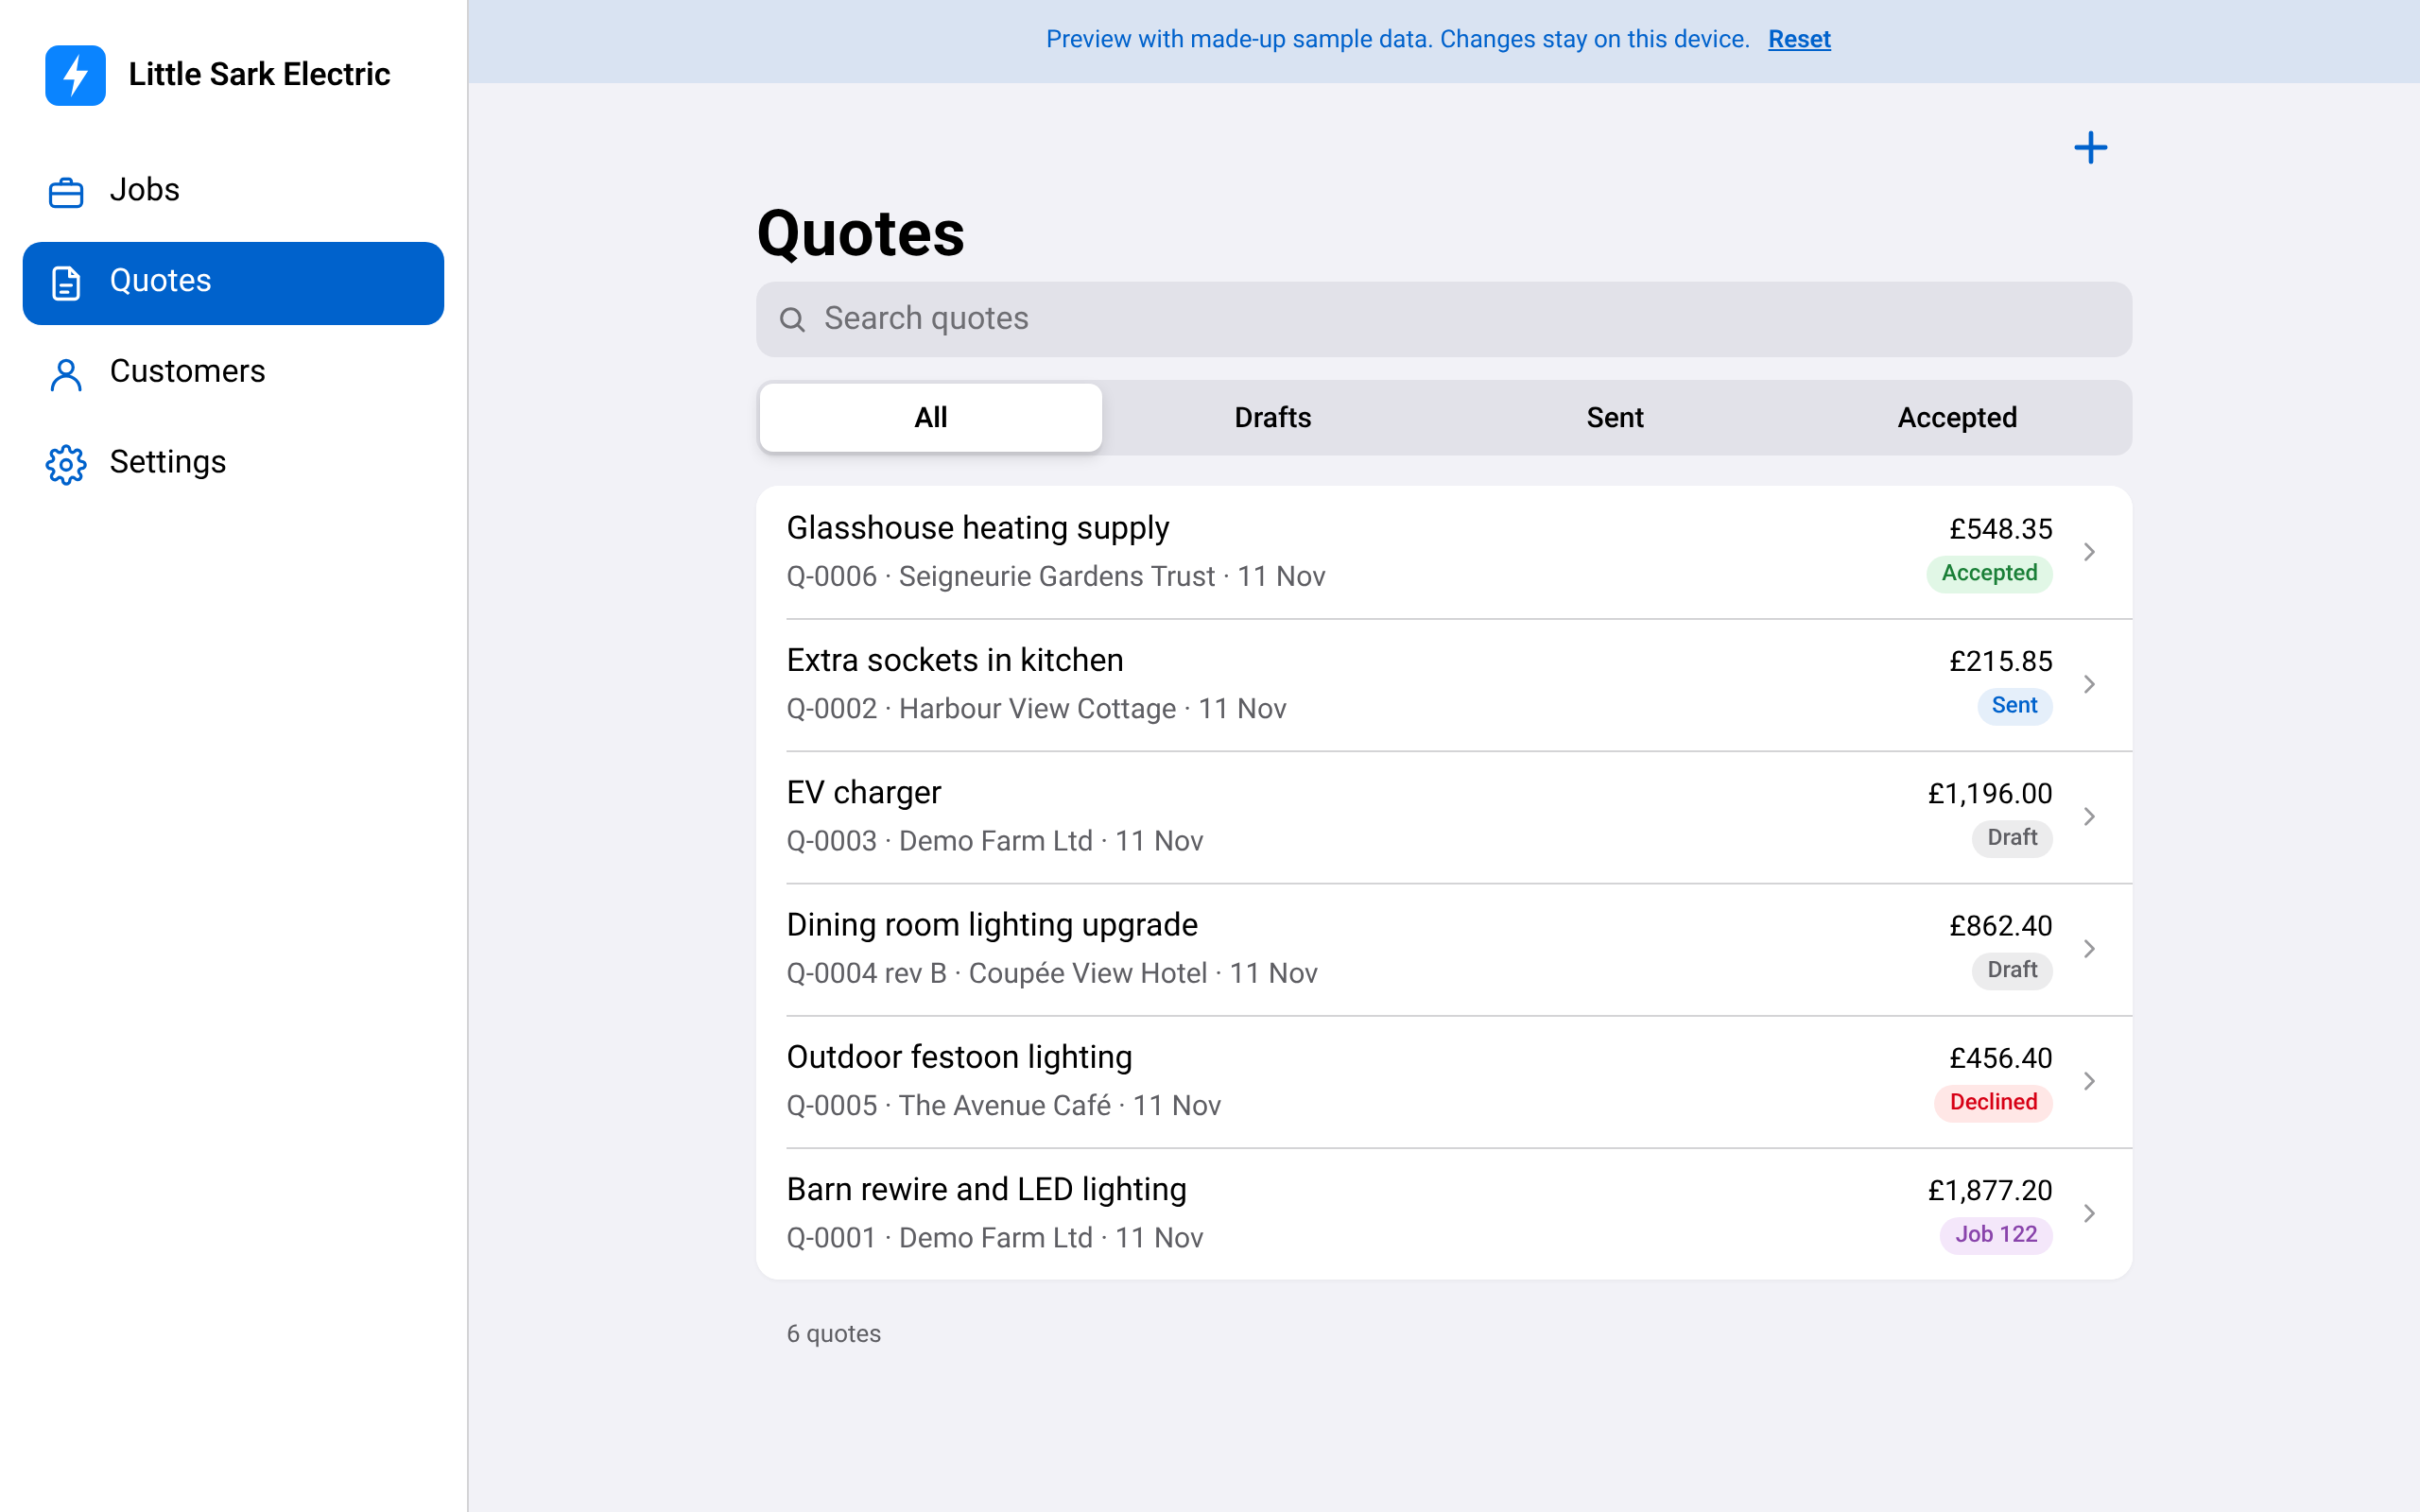 Little Sark Electric
Jobs
Quotes
Customers
Settings
Preview with made-up sample data. Changes stay on this device. Reset
Quotes
Search quotes
All Drafts Sent Accepted
Glasshouse heating supply £548.35
Q-0006 · Seigneurie Gardens Trust · 11 Nov Accepted
Extra sockets in kitchen £215.85
Q-0002 · Harbour View Cottage · 11 Nov Sent
EV charger £1,196.00
Q-0003 · Demo Farm Ltd · 11 Nov Draft
Dining room lighting upgrade £862.40
Q-0004 rev B · Coupée View Hotel · 11 Nov Draft
Outdoor festoon lighting £456.40
Q-0005 · The Avenue Café · 11 Nov Declined
Barn rewire and LED lighting £1,877.20
Q-0001 · Demo Farm Ltd · 11 Nov Job 122
6 quotes